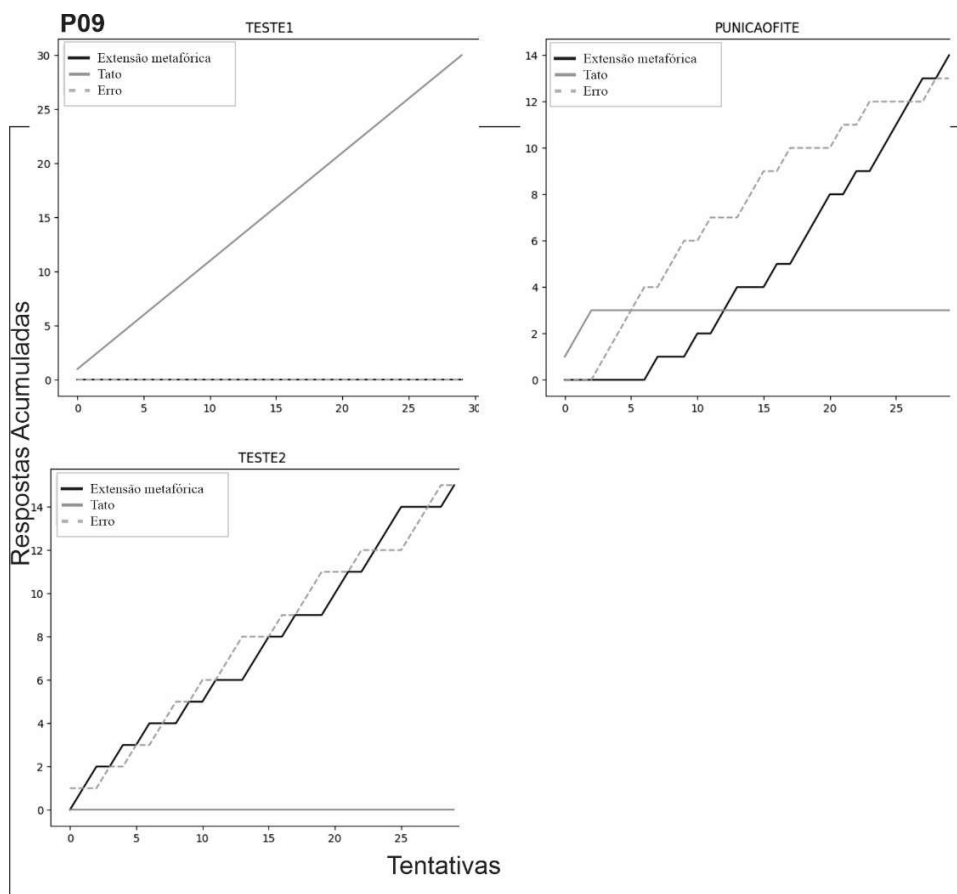 P09
TESTE1
Extensão metafórica
Tato
Erro
30
25
20
15
10
5
0
0 5 10 15 20 25 30
PUNICAOFITE
Extensão metafórica
Tato
Erro
14
12
10
8
6
4
2
0
0 5 10 15 20 25
Respostas Acumuladas
TESTE2
Extensão metafórica
Tato
Erro
14
12
10
8
6
4
2
0
0 5 10 15 20 25
Tentativas